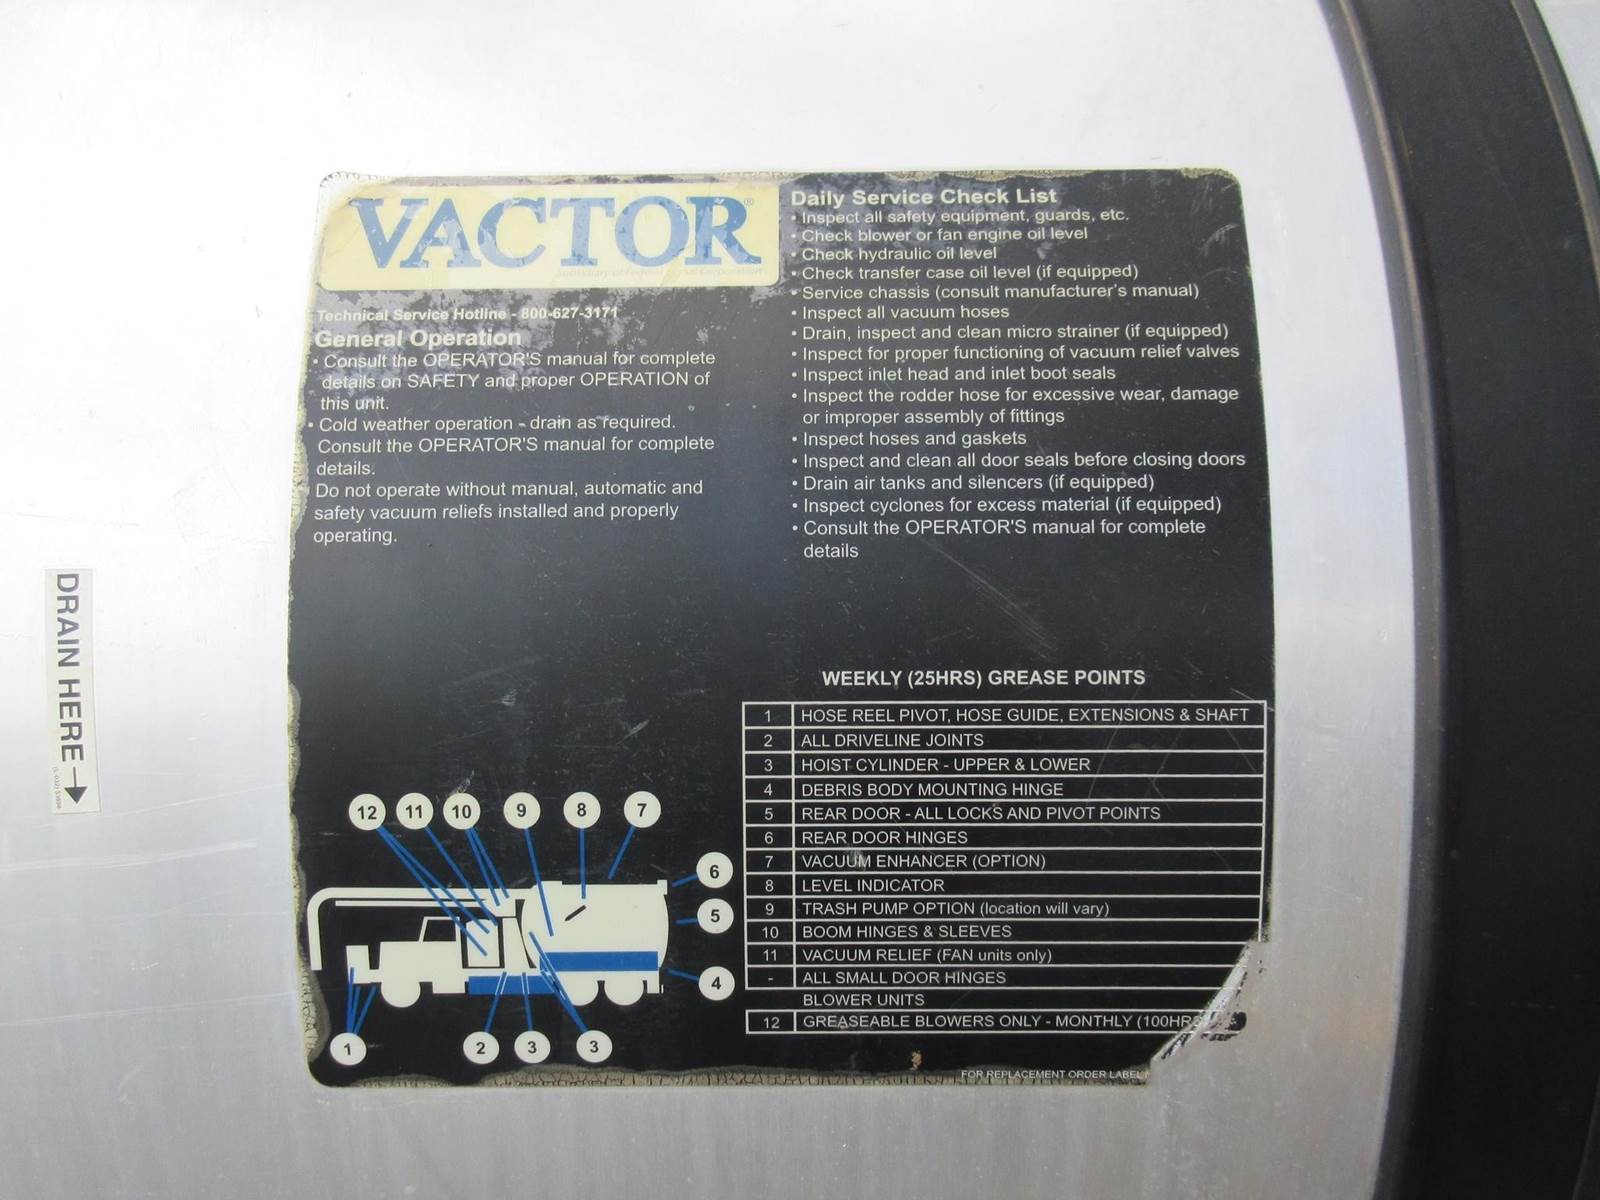 VACTOR®
Subsidiary of Federal Signal Corporation
Technical Service Hotline - 800-627-3171
General Operation
• Consult the OPERATOR'S manual for complete
details on SAFETY and proper OPERATION of
this unit.
• Cold weather operation - drain as required.
Consult the OPERATOR'S manual for complete
details.
Do not operate without manual, automatic and
safety vacuum reliefs installed and properly
operating.
Daily Service Check List
• Inspect all safety equipment, guards, etc.
• Check blower or fan engine oil level
• Check hydraulic oil level
• Check transfer case oil level (if equipped)
• Service chassis (consult manufacturer's manual)
• Inspect all vacuum hoses
• Drain, inspect and clean micro strainer (if equipped)
• Inspect for proper functioning of vacuum relief valves
• Inspect inlet head and inlet boot seals
• Inspect the rodder hose for excessive wear, damage
or improper assembly of fittings
• Inspect hoses and gaskets
• Inspect and clean all door seals before closing doors
• Drain air tanks and silencers (if equipped)
• Inspect cyclones for excess material (if equipped)
• Consult the OPERATOR'S manual for complete
details
DRAIN HERE
WEEKLY (25HRS) GREASE POINTS
1 HOSE REEL PIVOT, HOSE GUIDE, EXTENSIONS & SHAFT
2 ALL DRIVELINE JOINTS
3 HOIST CYLINDER - UPPER & LOWER
4 DEBRIS BODY MOUNTING HINGE
5 REAR DOOR - ALL LOCKS AND PIVOT POINTS
6 REAR DOOR HINGES
7 VACUUM ENHANCER (OPTION)
8 LEVEL INDICATOR
9 TRASH PUMP OPTION (location will vary)
10 BOOM HINGES & SLEEVES
11 VACUUM RELIEF (FAN units only)
- ALL SMALL DOOR HINGES
BLOWER UNITS
12 GREASEABLE BLOWERS ONLY - MONTHLY (100HRS
12 11 10 9 8 7
6
5
4
1 2 3 3
FOR REPLACEMENT ORDER LABEL